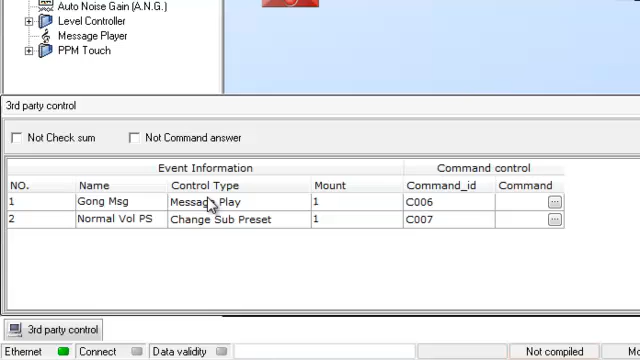 Auto Noise Gain (A.N.G.)
Level Controller
Message Player
PPM Touch
3rd party control
Not Check sum
Not Command answer
Event Information
Command control
NO.
Name
Control Type
Mount
Command_id
Command
1
Gong Msg
Message Play
1
C006
...
2
Normal Vol PS
Change Sub Preset
1
C007
...
3rd party control
Ethernet
Connect
Data validity
Not compiled
Mo